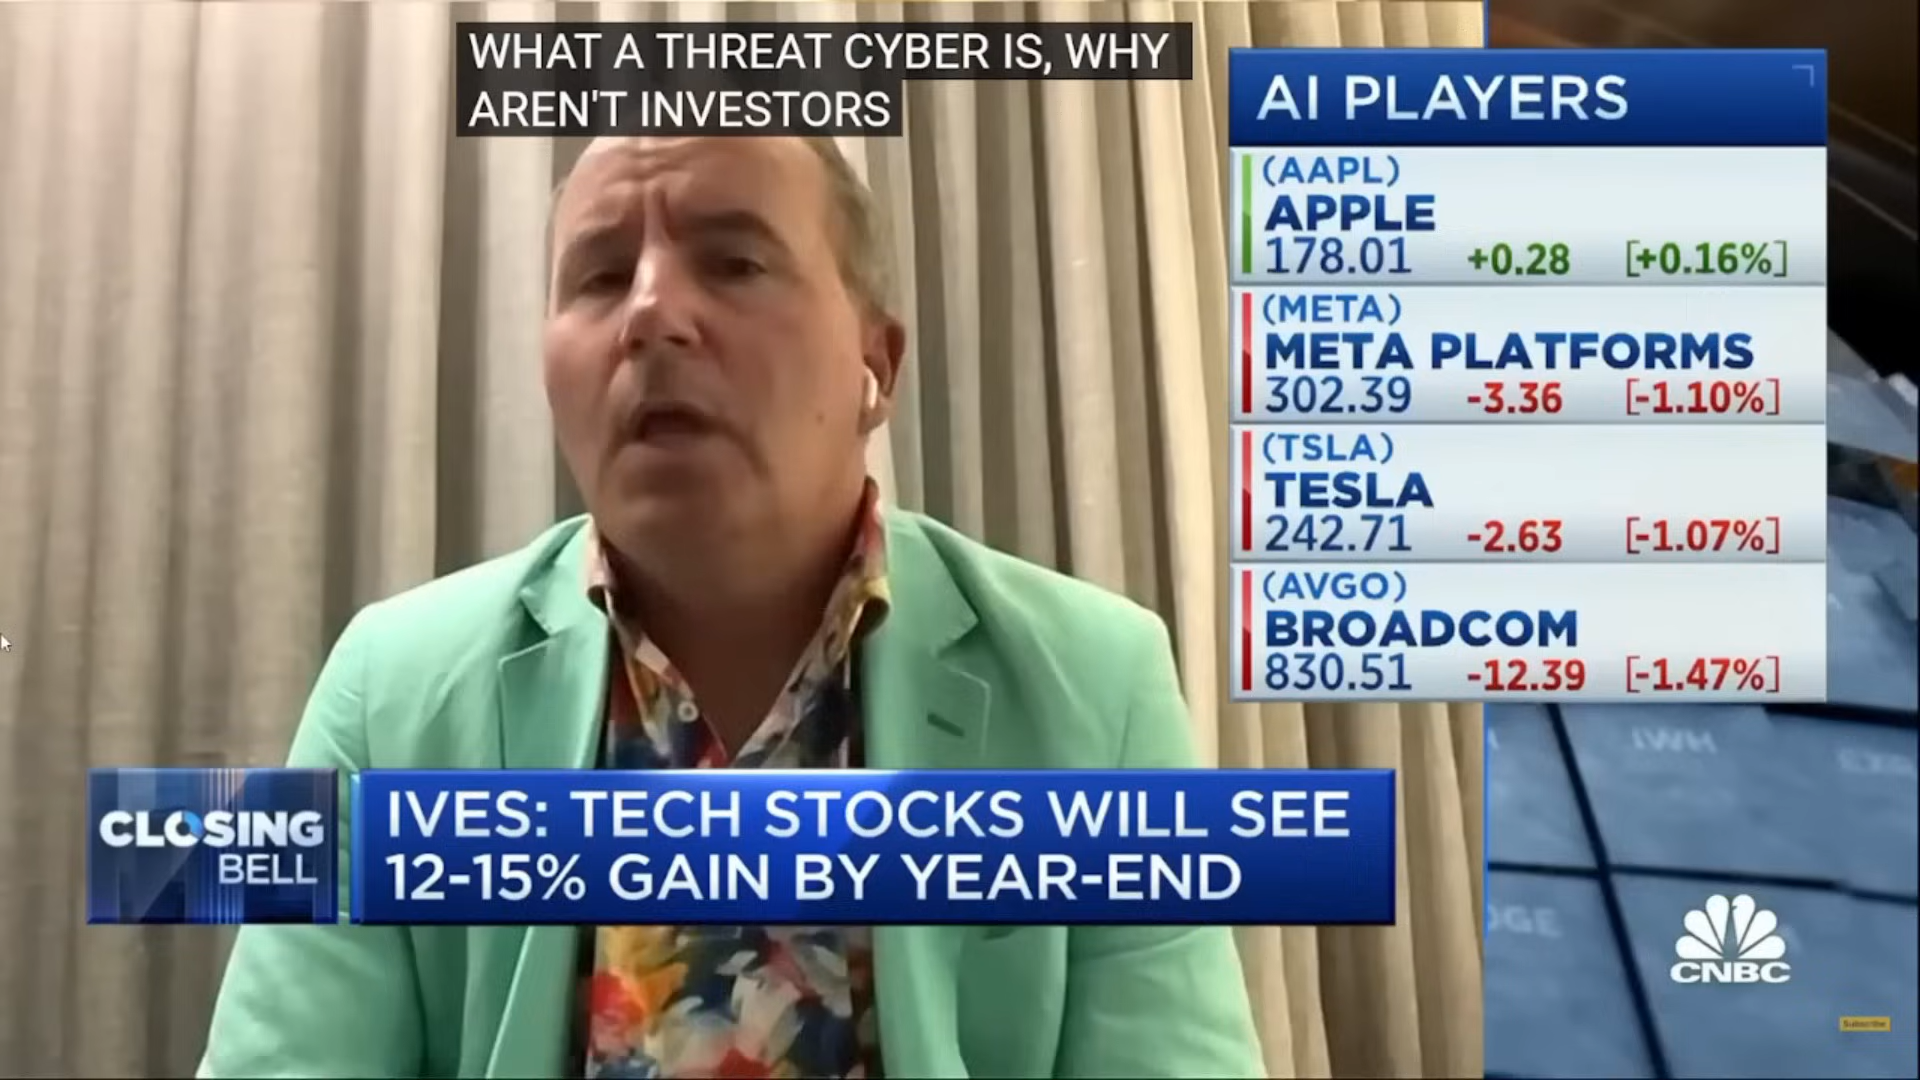 WHAT A THREAT CYBER IS, WHY
AREN'T INVESTORS
AI PLAYERS
(AAPL)
APPLE
178.01 +0.28 [+0.16%]
(META)
META PLATFORMS
302.39 -3.36 [-1.10%]
(TSLA)
TESLA
242.71 -2.63 [-1.07%]
(AVGO)
BROADCOM
830.51 -12.39 [-1.47%]
IWH
CLOSING
BELL
IVES: TECH STOCKS WILL SEE
12-15% GAIN BY YEAR-END
CNBC
Subscribe